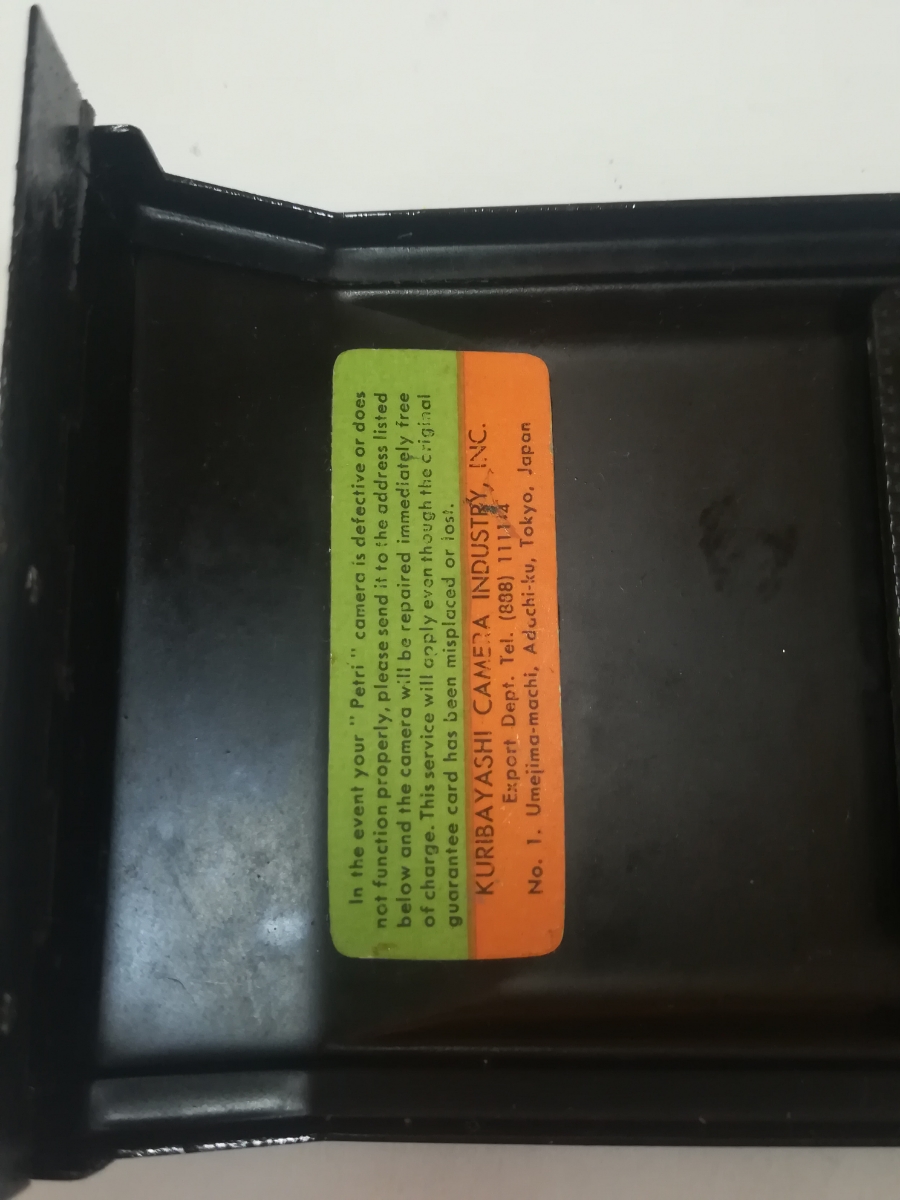 In the event your " Petri " camera is defective or does
not function properly, please send it to the address listed
below and the camera will be repaired immediately free
of charge. This service will apply even though the original
guarantee card has been misplaced or lost.
KURIBAYASHI CAMERA INDUSTRY, INC.
Export Dept. Tel. (888) 1111-4
No. 1. Umejima-machi, Adachi-ku, Tokyo, Japan